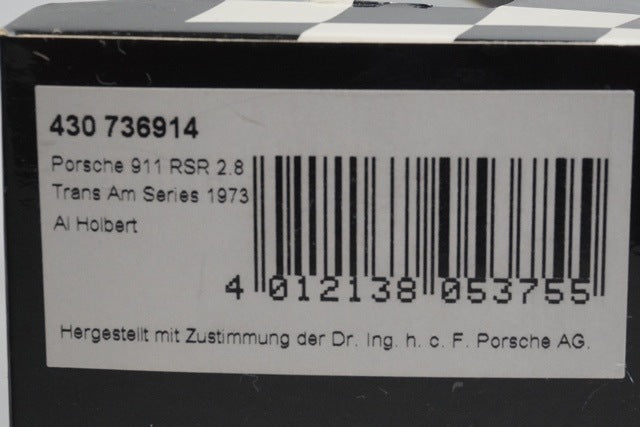 430 736914
Porsche 911 RSR 2.8
Trans Am Series 1973
Al Holbert
4 012138 053755
Hergestellt mit Zustimmung der Dr. Ing. h. c. F. Porsche AG.